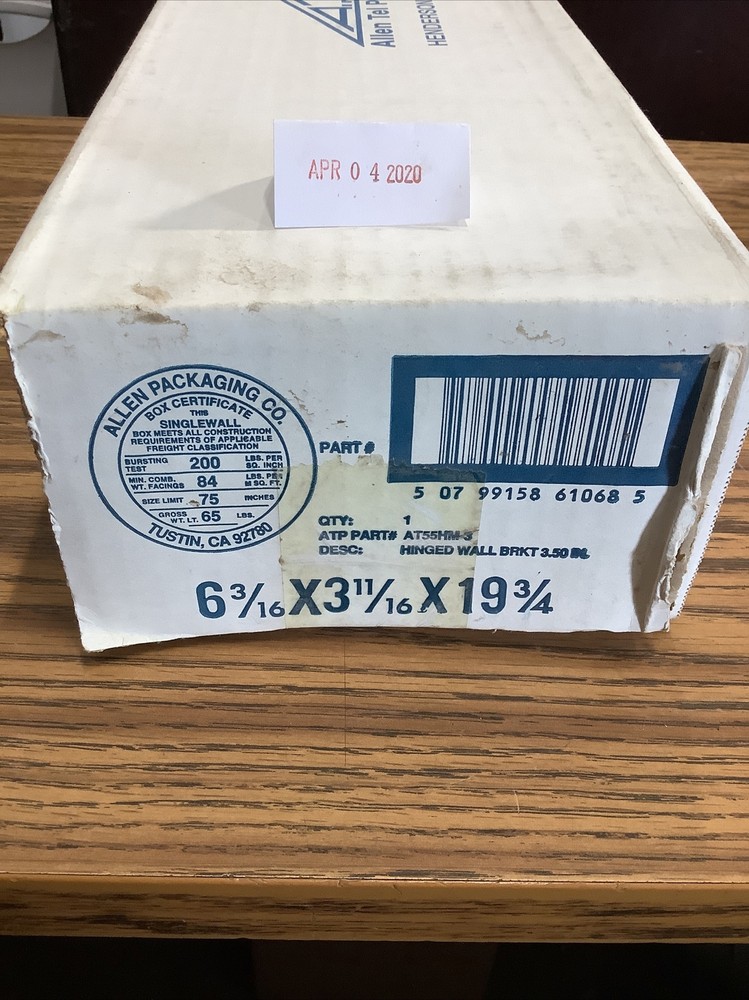 Allen Tel
HENDERSON
APR 04 2020
ALLEN PACKAGING CO.
BOX CERTIFICATE
THIS
SINGLEWALL
BOX MEETS ALL CONSTRUCTION
REQUIREMENTS OF APPLICABLE
FREIGHT CLASSIFICATION
BURSTING TEST 200 LBS. PER SQ. INCH
MIN. COMB. WT. FACINGS 84 LBS. PER M SQ. FT.
SIZE LIMIT 75 INCHES
GROSS WT. LT. 65 LBS.
TUSTIN, CA 92780
PART #
5 07 99158 61068 5
QTY: 1
ATP PART# AT55HM-3
DESC: HINGED WALL BRKT 3.50 IN.
6 3/16 X 3 11/16 X 19 3/4